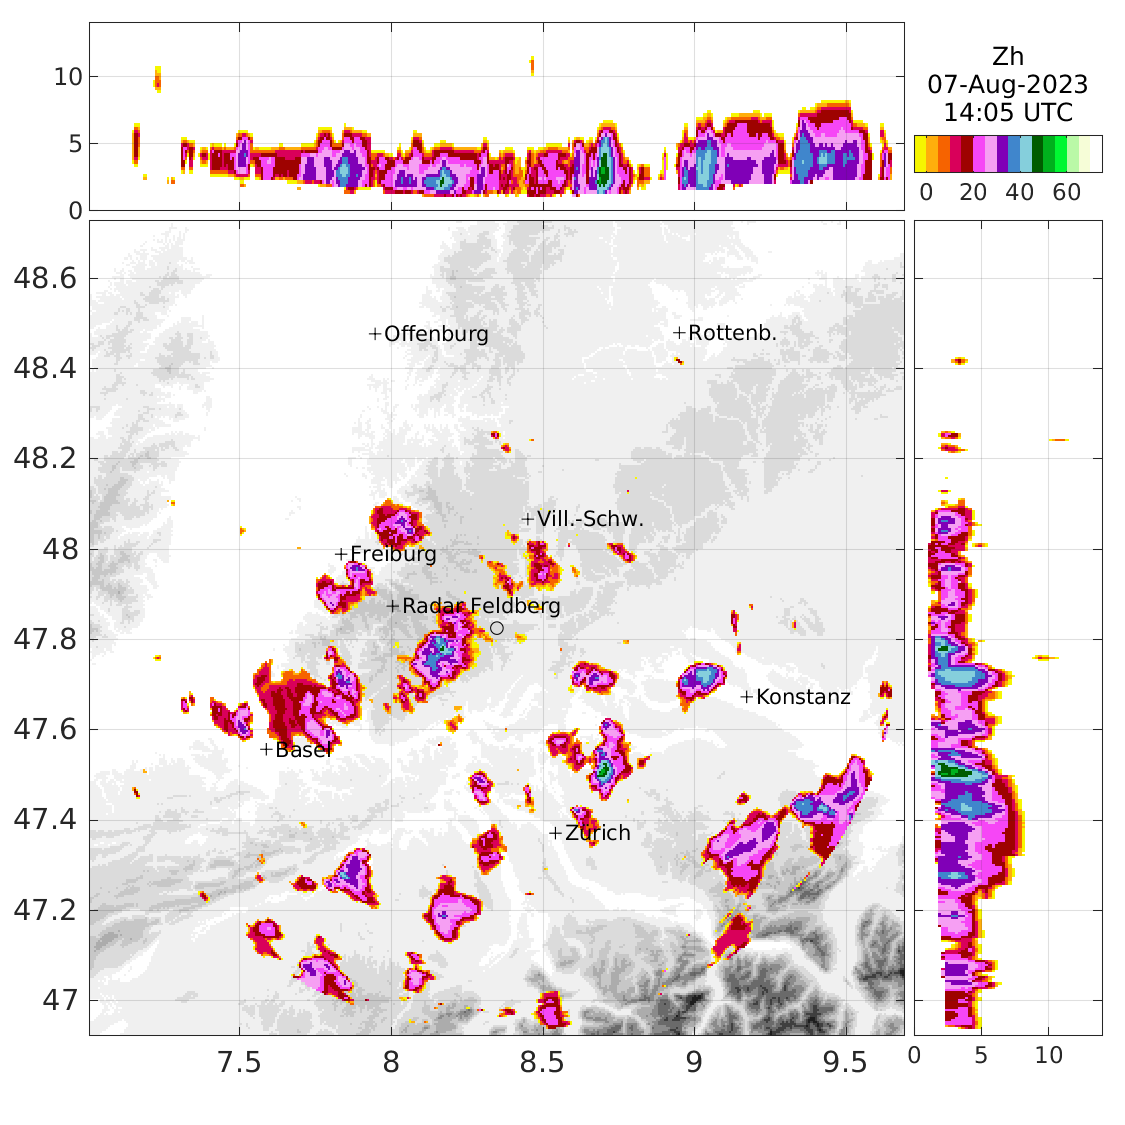 Zh
07-Aug-2023
14:05 UTC
0 20 40 60
10
5
0
48.6
48.4
48.2
48
47.8
47.6
47.4
47.2
47
+Offenburg
+Rottenb.
+Vill.-Schw.
+Freiburg
+Radar Feldberg
+Konstanz
+Basel
+Zurich
7.5 8 8.5 9 9.5
0 5 10